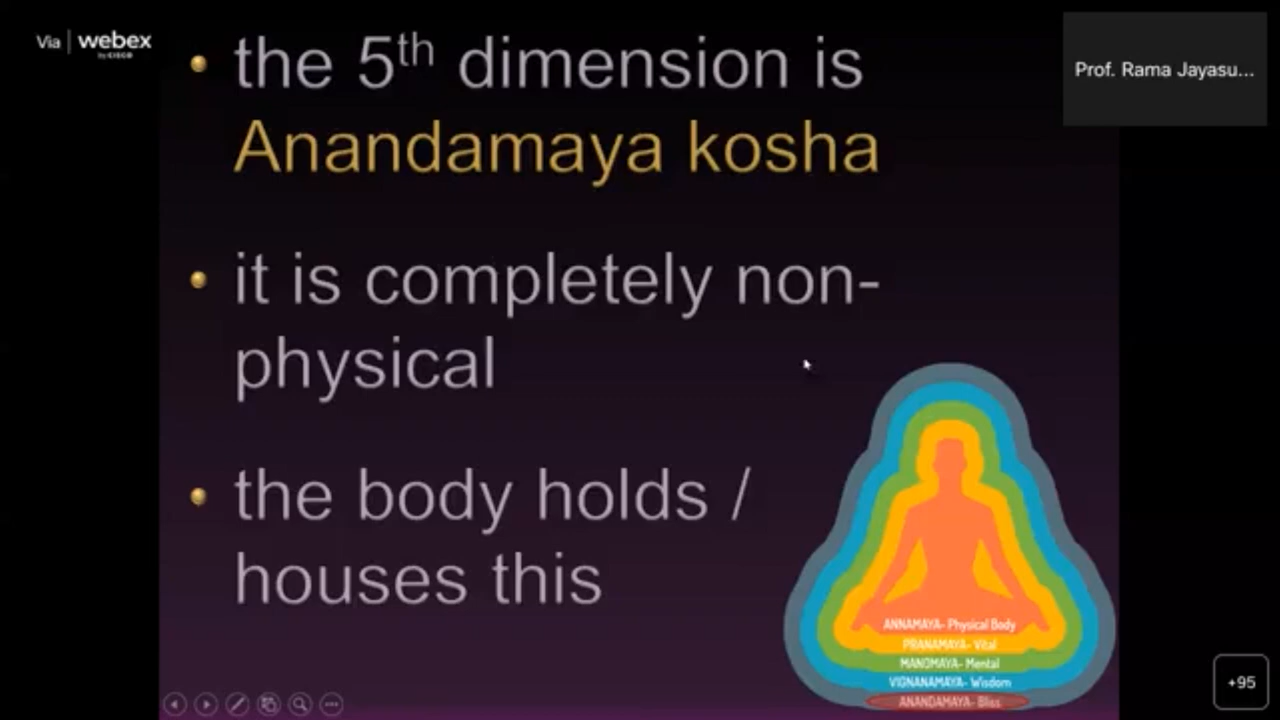 Via | webex
by CISCO
Prof. Rama Jayasu...
the 5th dimension is
Anandamaya kosha
it is completely non-
physical
the body holds /
houses this
ANNAMAYA- Physical Body
PRANAMAYA- Vital
MANOMAYA- Mental
VIGNANAMAYA- Wisdom
ANANDAMAYA- Bliss
+95